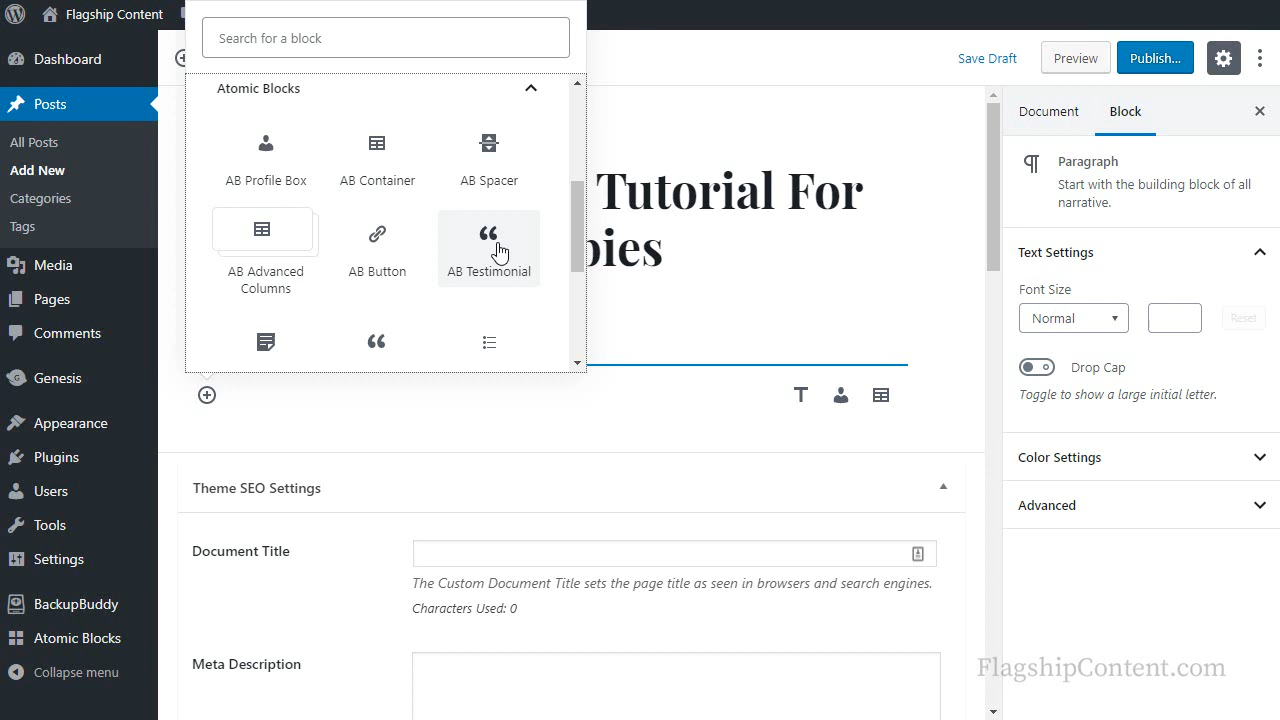 Flagship Content
Dashboard
Posts
All Posts
Add New
Categories
Tags
Media
Pages
Comments
Genesis
Appearance
Plugins
Users
Tools
Settings
BackupBuddy
Atomic Blocks
Collapse menu
Search for a block
Atomic Blocks
AB Profile Box
AB Container
AB Spacer
AB Advanced
Columns
AB Button
AB Testimonial
Save Draft
Preview
Publish...
Tutorial For
bies
Theme SEO Settings
Document Title
The Custom Document Title sets the page title as seen in browsers and search engines.
Characters Used: 0
Meta Description
Document
Block
Paragraph
Start with the building block of all
narrative.
Text Settings
Font Size
Normal
Reset
Drop Cap
Toggle to show a large initial letter.
Color Settings
Advanced
FlagshipContent.com